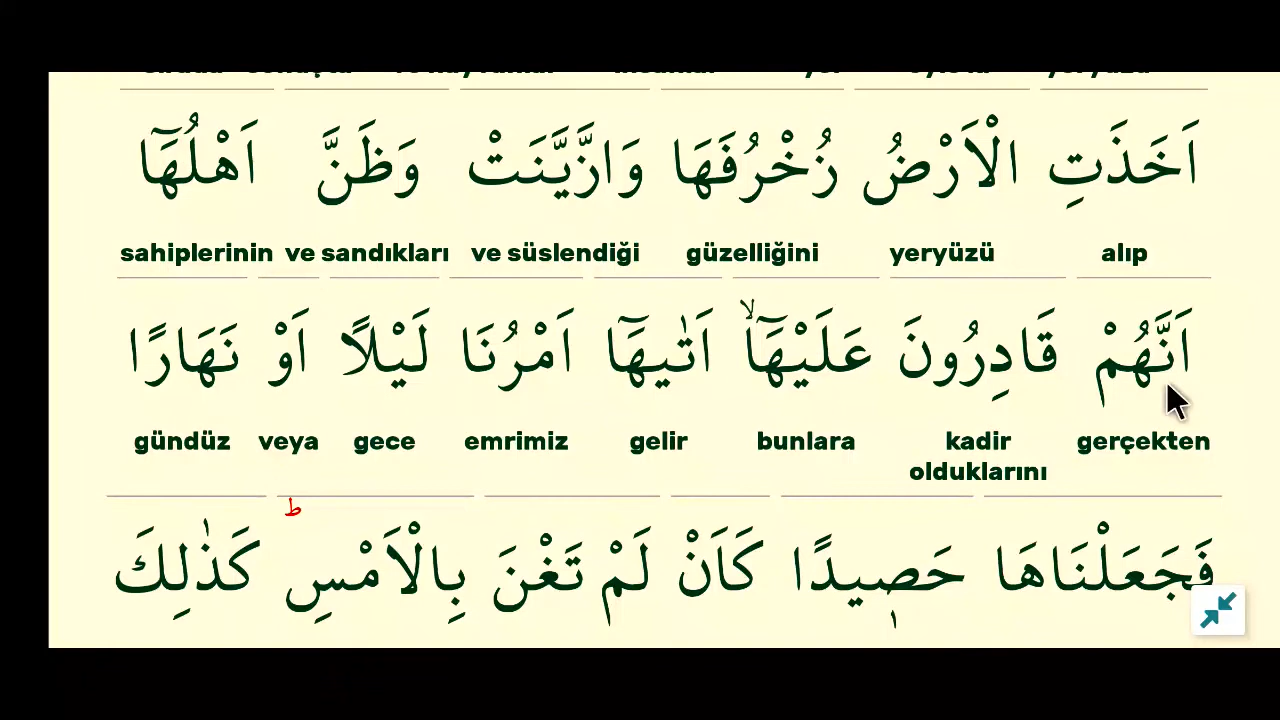 اَخَذَتِ الْاَرْضُ زُخْرُفَهَا وَازَّيَّنَتْ وَظَنَّ اَهْلُهَٓا
sahiplerinin ve sandıkları ve süslendiği güzelliğini yeryüzü alıp
اَنَّهُمْ قَادِرُونَ عَلَيْهَٓاۙ اَتٰيهَٓا اَمْرُنَا لَيْلًا اَوْ نَهَارًا
gündüz veya gece emrimiz gelir bunlara kadir olduklarını gerçekten
فَجَعَلْنَاهَا حَصٖيدًا كَاَنْ لَمْ تَغْنَ بِالْاَمْسِؕ كَذٰلِكَ